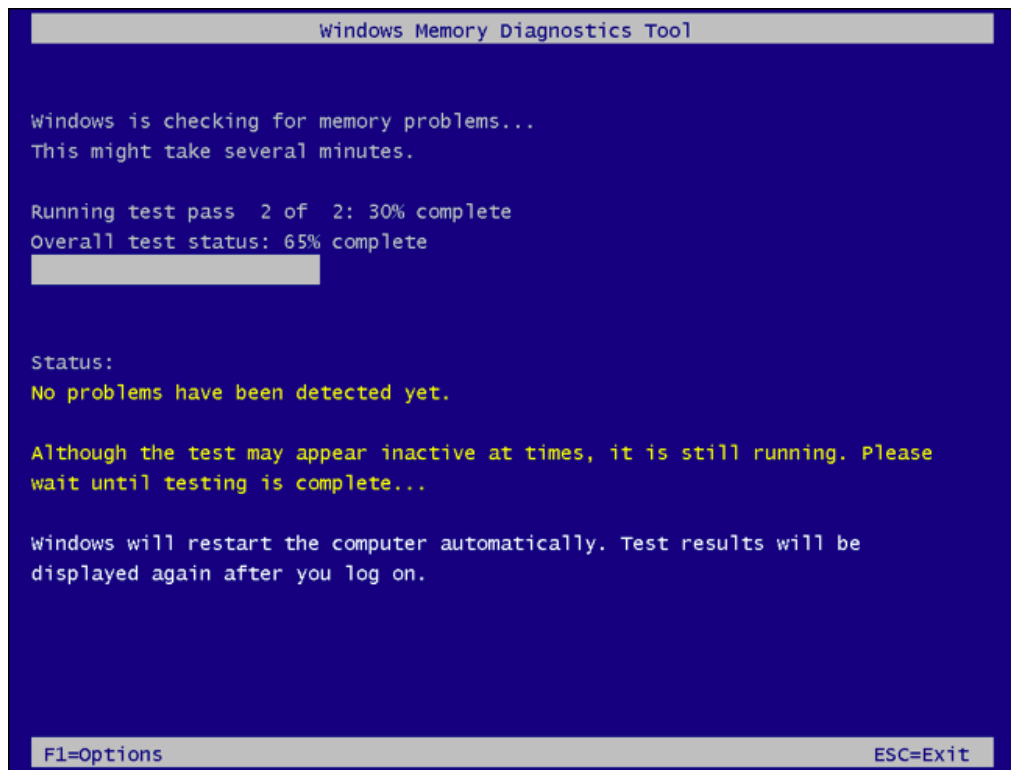 Windows Memory Diagnostics Tool
Windows is checking for memory problems...
This might take several minutes.
Running test pass  2 of  2: 30% complete
Overall test status: 65% complete
Status:
No problems have been detected yet.
Although the test may appear inactive at times, it is still running. Please
wait until testing is complete...
Windows will restart the computer automatically. Test results will be
displayed again after you log on.
F1=Options ESC=Exit